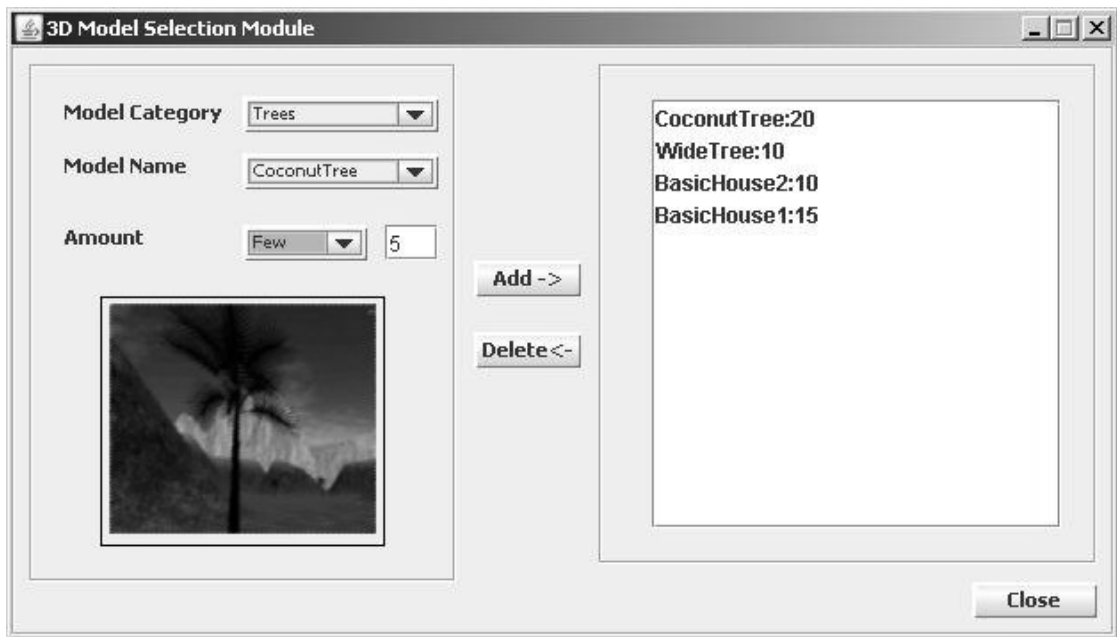 3D Model Selection Module
Model Category
Trees
Model Name
CoconutTree
Amount
Few
5
Add ->
Delete<-
CoconutTree:20
WideTree:10
BasicHouse2:10
BasicHouse1:15
Close